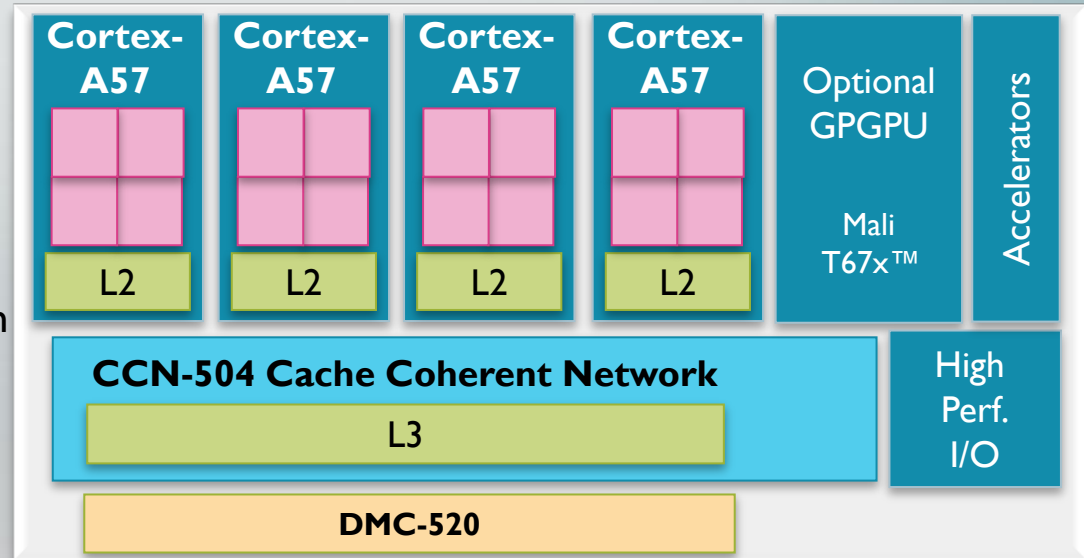 Cortex-
A57
Cortex-
A57
Cortex-
A57
Cortex-
A57
L2
L2
L2
L2
Optional
GPGPU
Mali
T67x™
Accelerators
n
CCN-504 Cache Coherent Network
L3
High
Perf.
I/O
DMC-520